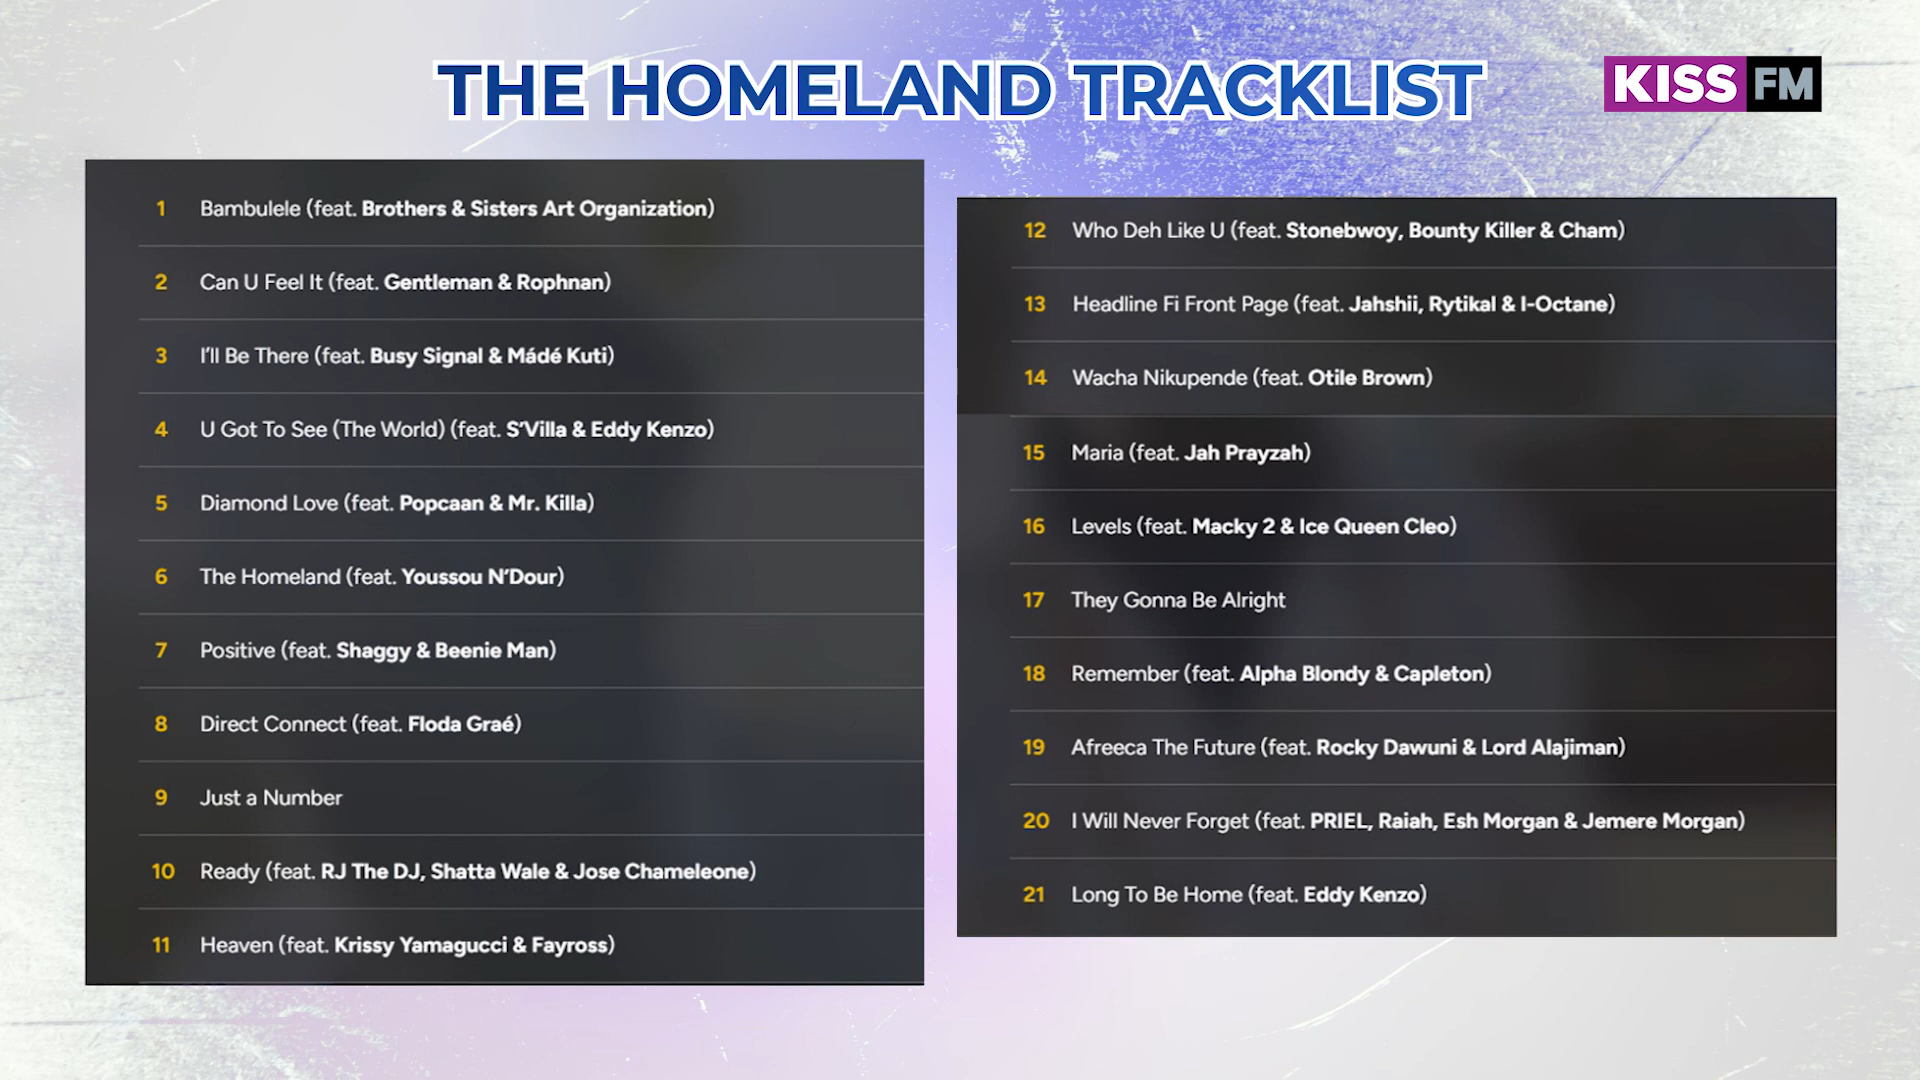 THE HOMELAND TRACKLIST
KISS FM
1 Bambulele (feat. Brothers & Sisters Art Organization)
2 Can U Feel It (feat. Gentleman & Rophnan)
3 I'll Be There (feat. Busy Signal & Mádé Kuti)
4 U Got To See (The World) (feat. S'Villa & Eddy Kenzo)
5 Diamond Love (feat. Popcaan & Mr. Killa)
6 The Homeland (feat. Youssou N'Dour)
7 Positive (feat. Shaggy & Beenie Man)
8 Direct Connect (feat. Floda Graé)
9 Just a Number
10 Ready (feat. RJ The DJ, Shatta Wale & Jose Chameleone)
11 Heaven (feat. Krissy Yamagucci & Fayross)
12 Who Deh Like U (feat. Stonebwoy, Bounty Killer & Cham)
13 Headline Fi Front Page (feat. Jahshii, Rytikal & I-Octane)
14 Wacha Nikupende (feat. Otile Brown)
15 Maria (feat. Jah Prayzah)
16 Levels (feat. Macky 2 & Ice Queen Cleo)
17 They Gonna Be Alright
18 Remember (feat. Alpha Blondy & Capleton)
19 Afreeca The Future (feat. Rocky Dawuni & Lord Alajiman)
20 I Will Never Forget (feat. PRIEL, Raiah, Esh Morgan & Jemere Morgan)
21 Long To Be Home (feat. Eddy Kenzo)